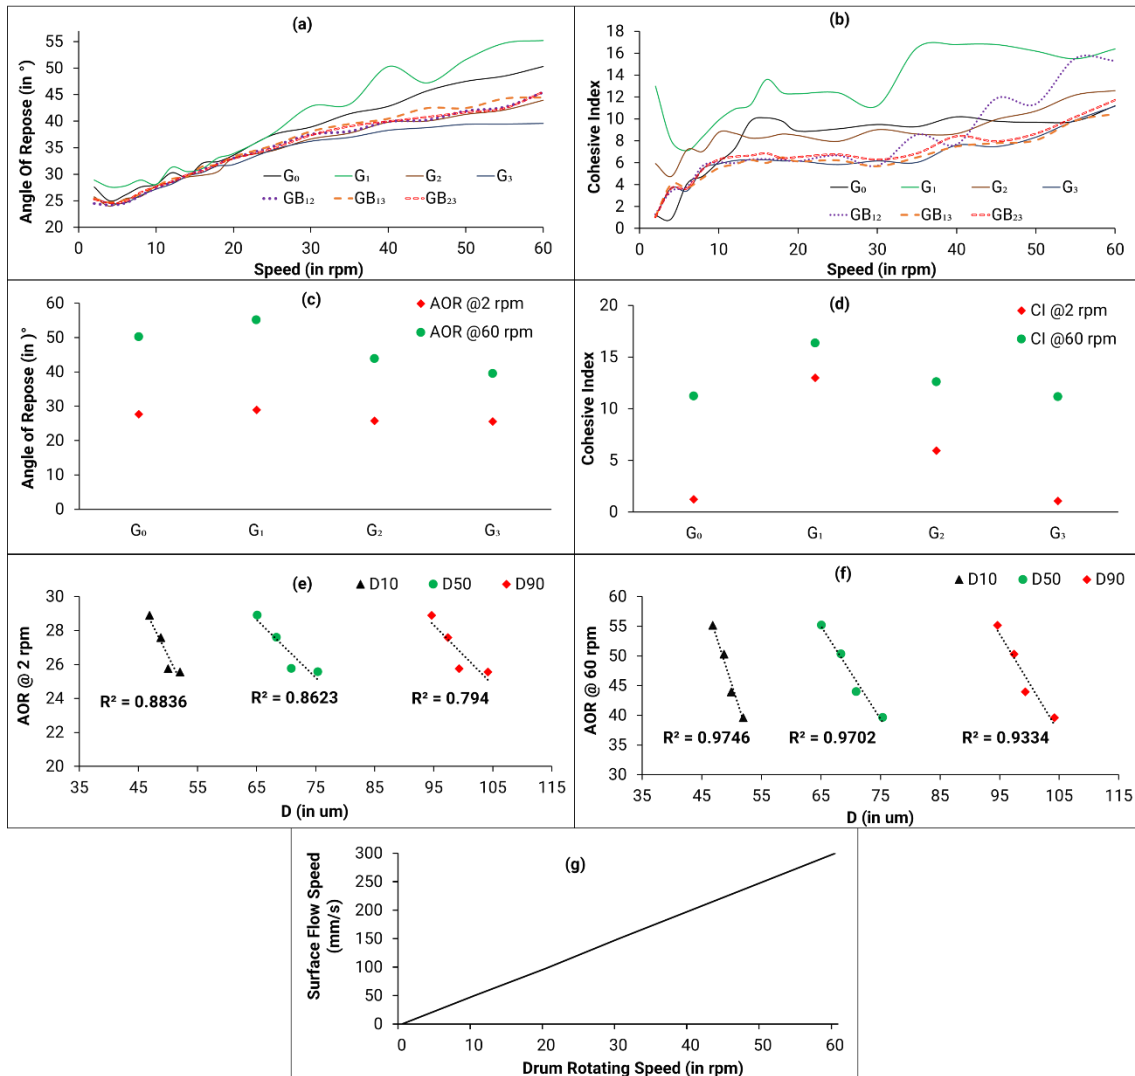 (a)
Angle Of Repose (in °)
55
50
45
40
35
30
25
20
G₀ G₁ G₂ G₃
GB₁₂ GB₁₃ GB₂₃
0 10 20 30 40 50 60
Speed (in rpm)
(b)
Cohesive Index
18
16
14
12
10
8
6
4
2
0
G₀ G₁ G₂ G₃
GB₁₂ GB₁₃ GB₂₃
0 10 20 30 40 50 60
Speed (in rpm)
(c)
Angle of Repose (in )°
60
50
40
30
20
10
0
AOR @2 rpm
AOR @60 rpm
G₀ G₁ G₂ G₃
(d)
Cohesive Index
20
15
10
5
0
CI @2 rpm
CI @60 rpm
G₀ G₁ G₂ G₃
(e)
D10 D50 D90
AOR @ 2 rpm
30
28
26
24
22
20
R² = 0.8836 R² = 0.8623 R² = 0.794
35 45 55 65 75 85 95 105 115
D (in um)
(f)
D10 D50 D90
AOR @ 60 rpm
60
55
50
45
40
35
30
R² = 0.9746 R² = 0.9702 R² = 0.9334
35 45 55 65 75 85 95 105 115
D (in um)
(g)
Surface Flow Speed
(mm/s)
300
250
200
150
100
50
0
0 10 20 30 40 50 60
Drum Rotating Speed (in rpm)